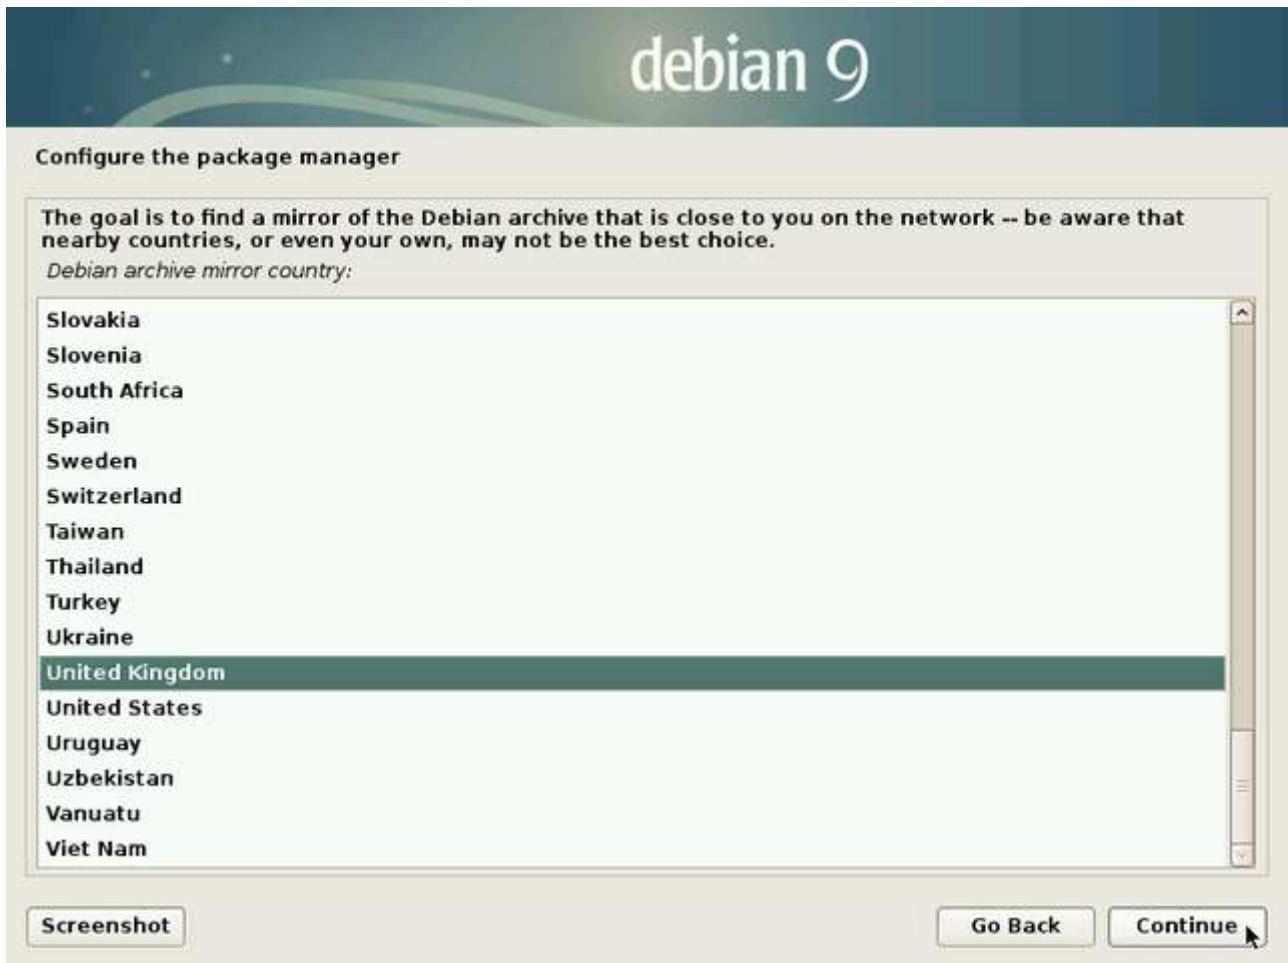 debian 9
Configure the package manager
The goal is to find a mirror of the Debian archive that is close to you on the network -- be aware that
nearby countries, or even your own, may not be the best choice.
Debian archive mirror country:
Slovakia
Slovenia
South Africa
Spain
Sweden
Switzerland
Taiwan
Thailand
Turkey
Ukraine
United Kingdom
United States
Uruguay
Uzbekistan
Vanuatu
Viet Nam
Screenshot
Go Back
Continue